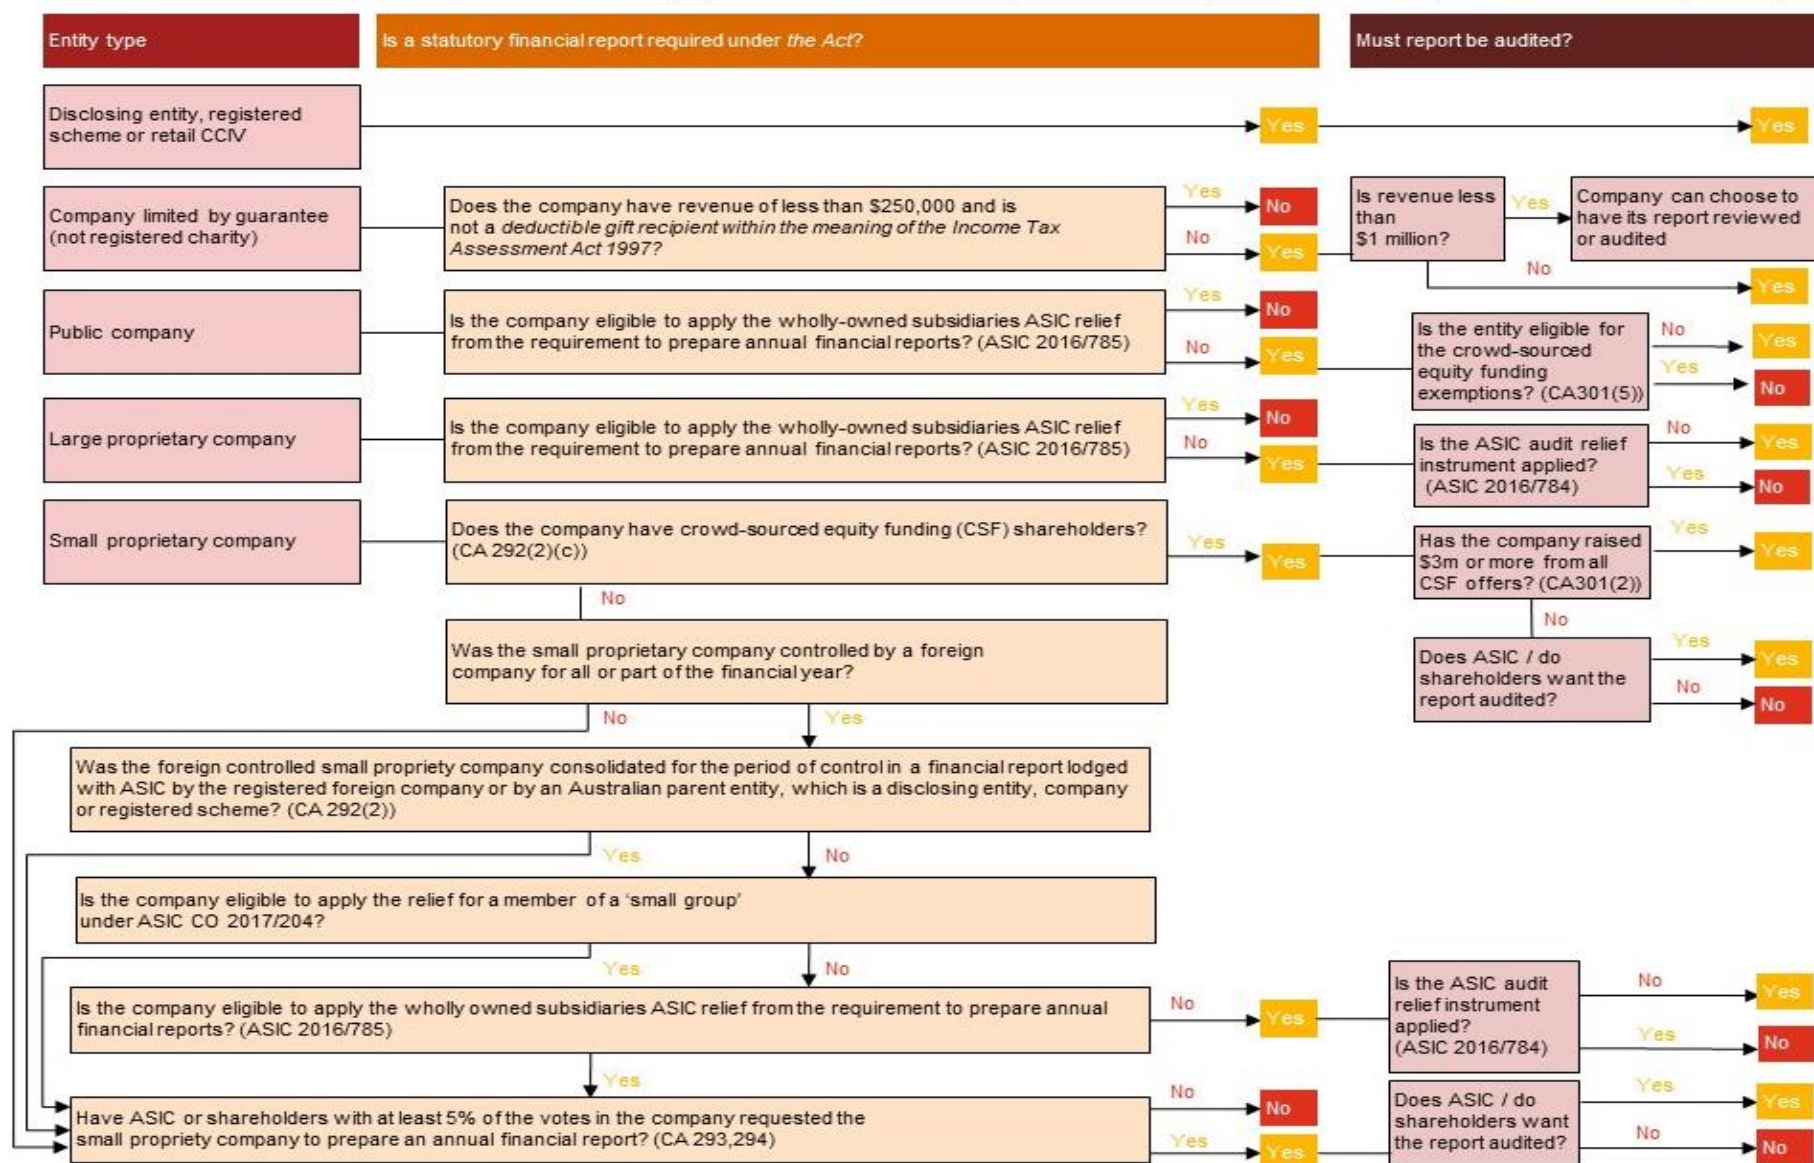 Entity type
Is a statutory financial report required under the Act?
Must report be audited?
Disclosing entity, registered
scheme or retail CCIV
Yes
Yes
Company limited by guarantee
(not registered charity)
Does the company have revenue of less than $250,000 and is
not a deductible gift recipient within the meaning of the Income Tax
Assessment Act 1997?
Yes
No
No
Yes
Is revenue less
than
$1 million?
Yes
Company can choose to
have its report reviewed
or audited
No
Yes
Public company
Is the company eligible to apply the wholly-owned subsidiaries ASIC relief
from the requirement to prepare annual financial reports? (ASIC 2016/785)
Yes
No
No
Yes
Is the entity eligible for
the crowd-sourced
equity funding
exemptions? (CA301(5))
No
Yes
Yes
No
Large proprietary company
Is the company eligible to apply the wholly-owned subsidiaries ASIC relief
from the requirement to prepare annual financial reports? (ASIC 2016/785)
Yes
No
No
Yes
Is the ASIC audit relief
instrument applied?
(ASIC 2016/784)
No
Yes
Yes
No
Small proprietary company
Does the company have crowd-sourced equity funding (CSF) shareholders?
(CA 292(2)(c))
Yes
Yes
Has the company raised
$3m or more from all
CSF offers? (CA301(2))
Yes
Yes
No
Does ASIC / do
shareholders want the
report audited?
Yes
Yes
No
No
No
Was the small proprietary company controlled by a foreign
company for all or part of the financial year?
No
Yes
Was the foreign controlled small propriety company consolidated for the period of control in a financial report lodged
with ASIC by the registered foreign company or by an Australian parent entity, which is a disclosing entity, company
or registered scheme? (CA 292(2))
Yes
No
Is the company eligible to apply the relief for a member of a ‘small group’
under ASIC CO 2017/204?
Yes
No
Is the company eligible to apply the wholly owned subsidiaries ASIC relief from the requirement to prepare annual
financial reports? (ASIC 2016/785)
No
Yes
Is the ASIC audit
relief instrument
applied?
(ASIC 2016/784)
No
Yes
Yes
No
Yes
Have ASIC or shareholders with at least 5% of the votes in the company requested the
small propriety company to prepare an annual financial report? (CA 293,294)
No
No
Yes
Yes
Does ASIC / do
shareholders want
the report audited?
Yes
Yes
No
No